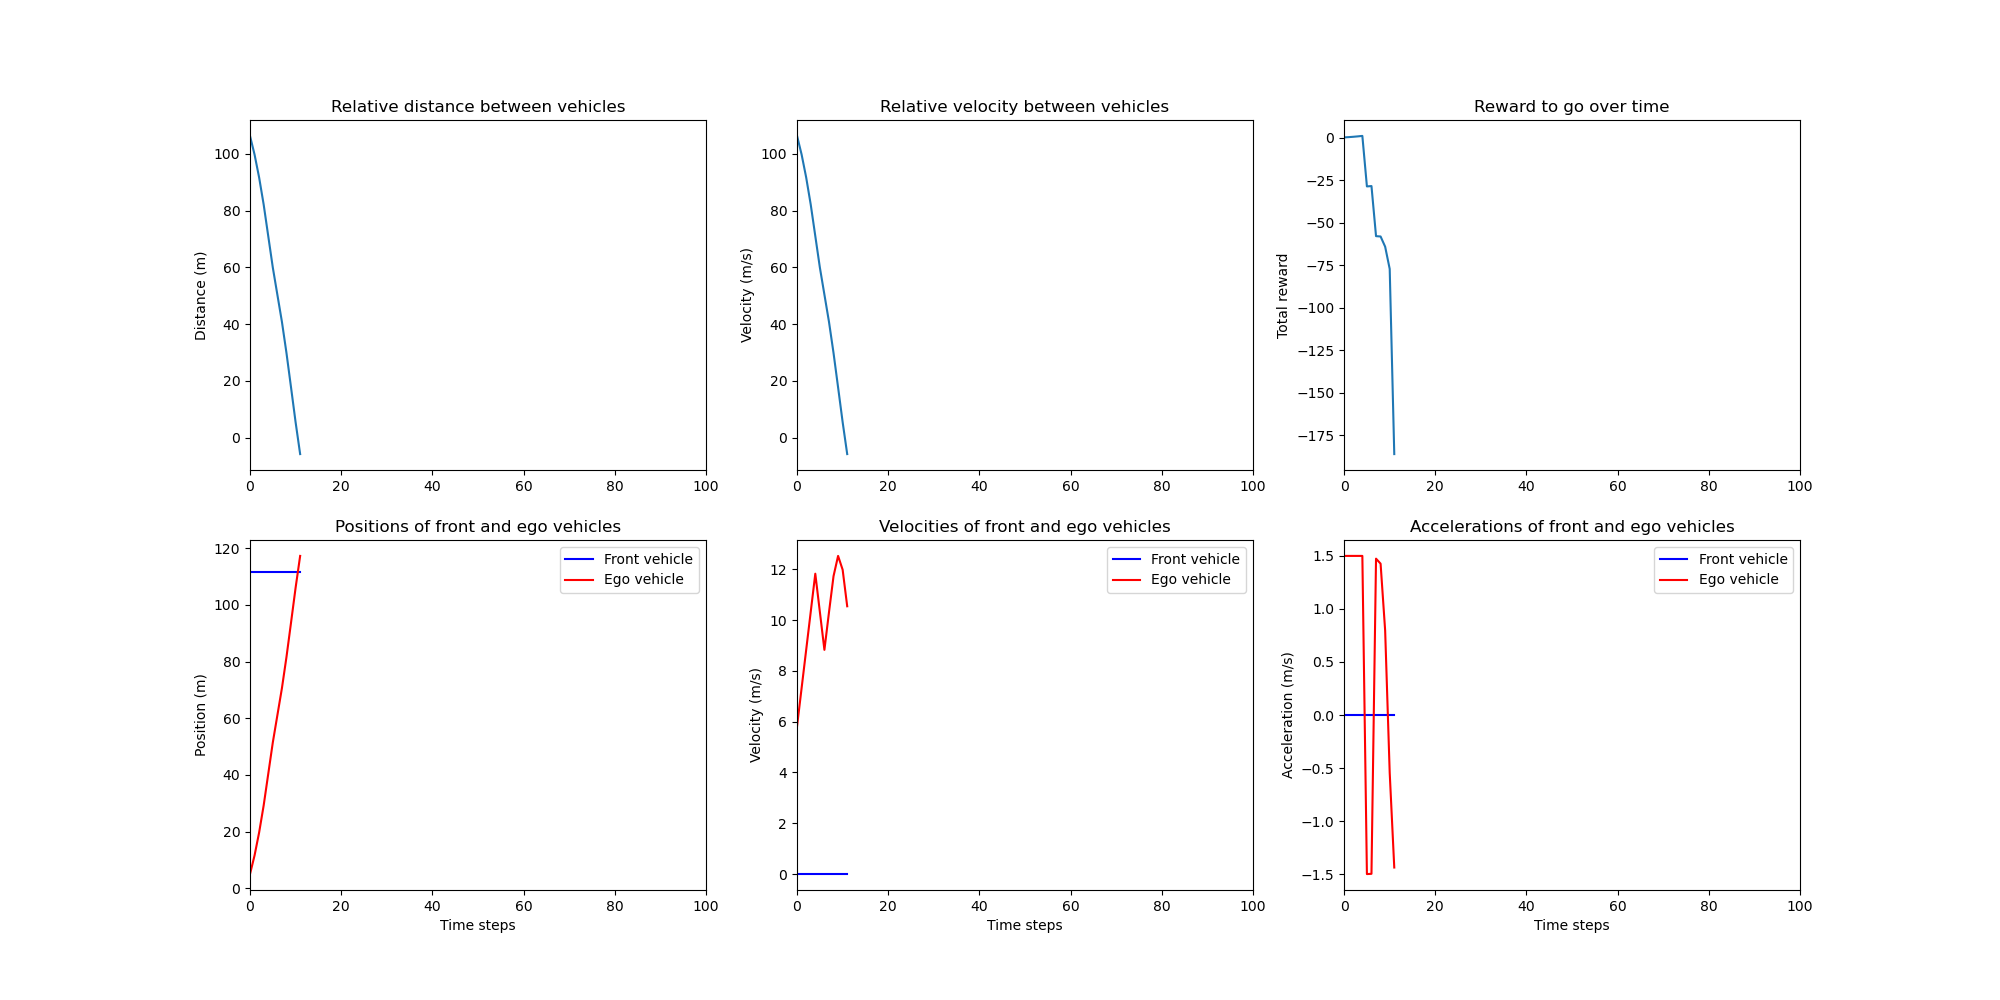 Relative distance between vehicles
Distance (m)
100
80
60
40
20
0
0 20 40 60 80 100
Relative velocity between vehicles
Velocity (m/s)
100
80
60
40
20
0
0 20 40 60 80 100
Reward to go over time
Total reward
0
−25
−50
−75
−100
−125
−150
−175
0 20 40 60 80 100
Positions of front and ego vehicles
Position (m)
120
100
80
60
40
20
0
0 20 40 60 80 100
Time steps
Front vehicle
Ego vehicle
Velocities of front and ego vehicles
Velocity (m/s)
12
10
8
6
4
2
0
0 20 40 60 80 100
Time steps
Front vehicle
Ego vehicle
Accelerations of front and ego vehicles
Acceleration (m/s)
1.5
1.0
0.5
0.0
−0.5
−1.0
−1.5
0 20 40 60 80 100
Time steps
Front vehicle
Ego vehicle